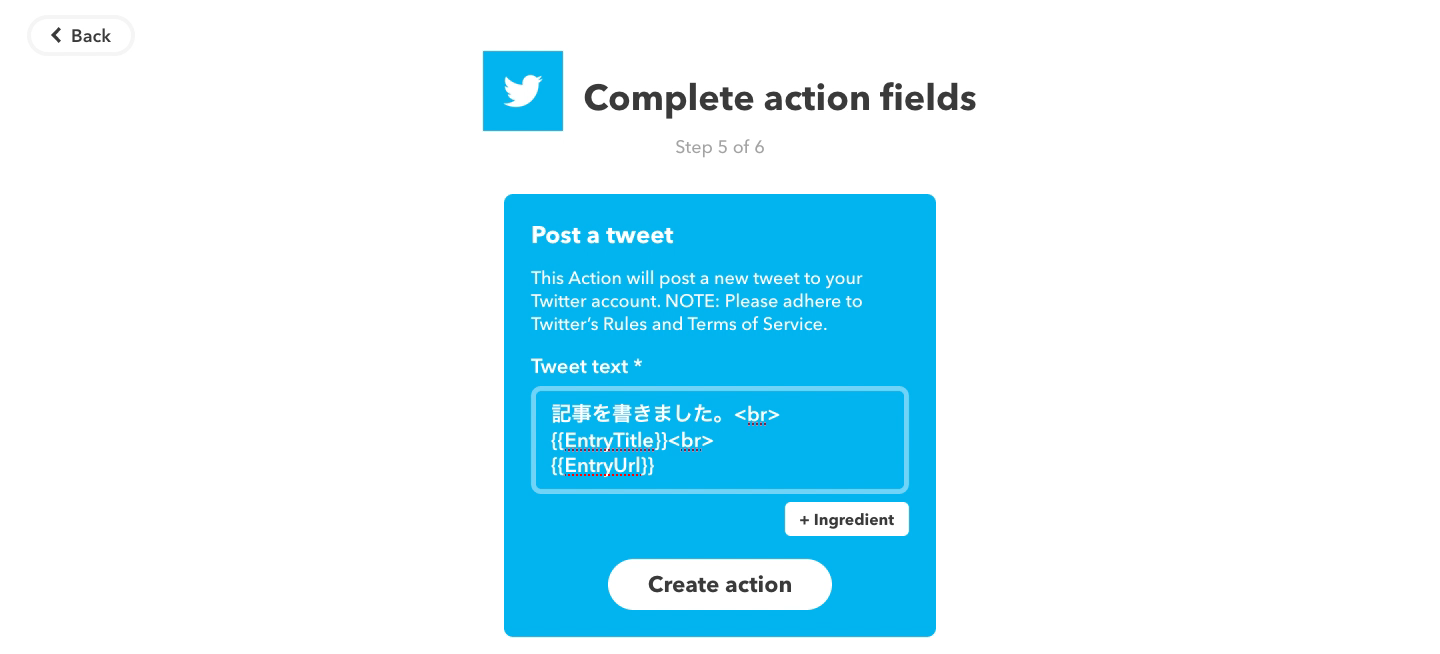 Back
Complete action fields
Step 5 of 6
Post a tweet
This Action will post a new tweet to your
Twitter account. NOTE: Please adhere to
Twitter’s Rules and Terms of Service.
Tweet text *
記事を書きました。<br>
{{EntryTitle}}<br>
{{EntryUrl}}
+ Ingredient
Create action